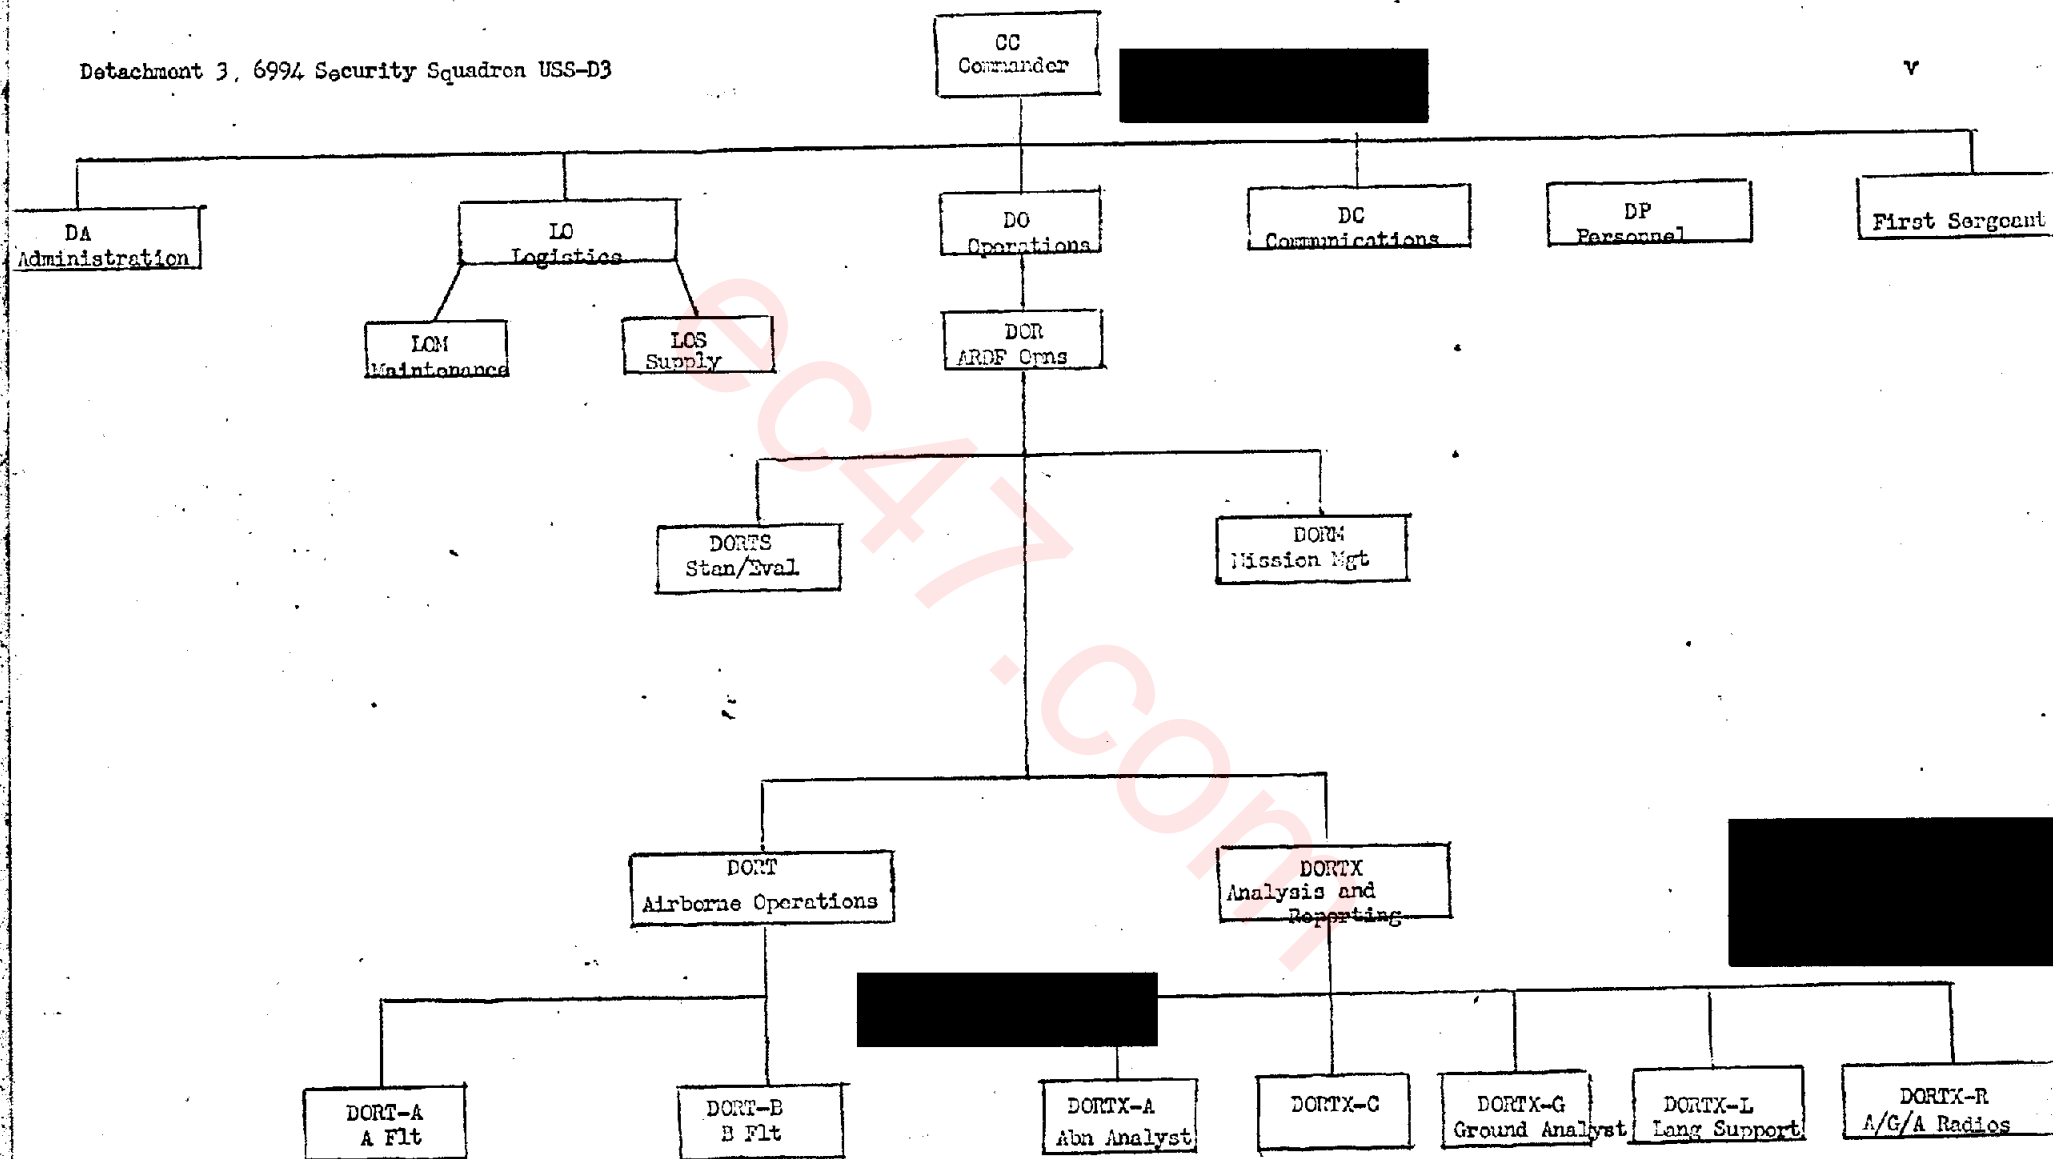 CC
Commander
Detachment 3, 6994 Security Squadron USS-D3
V
DA
Administration
LO
Logistics
DO
Operations
DC
Communications
DP
Personnel
First Sergeant
LOM
Maintenance
LOS
Supply
DOR
ARDF Opns
DORTS
Stan/Eval
DORM
Mission Mgt
DORT
Airborne Operations
DORTX
Analysis and
Reporting
DORT-A
A Flt
DORT-B
B Flt
DORTX-A
Abn Analyst
DORTX-C
DORTX-G
Ground Analyst
DORTX-L
Lang Support
DORTX-R
A/G/A Radios
ec47.com